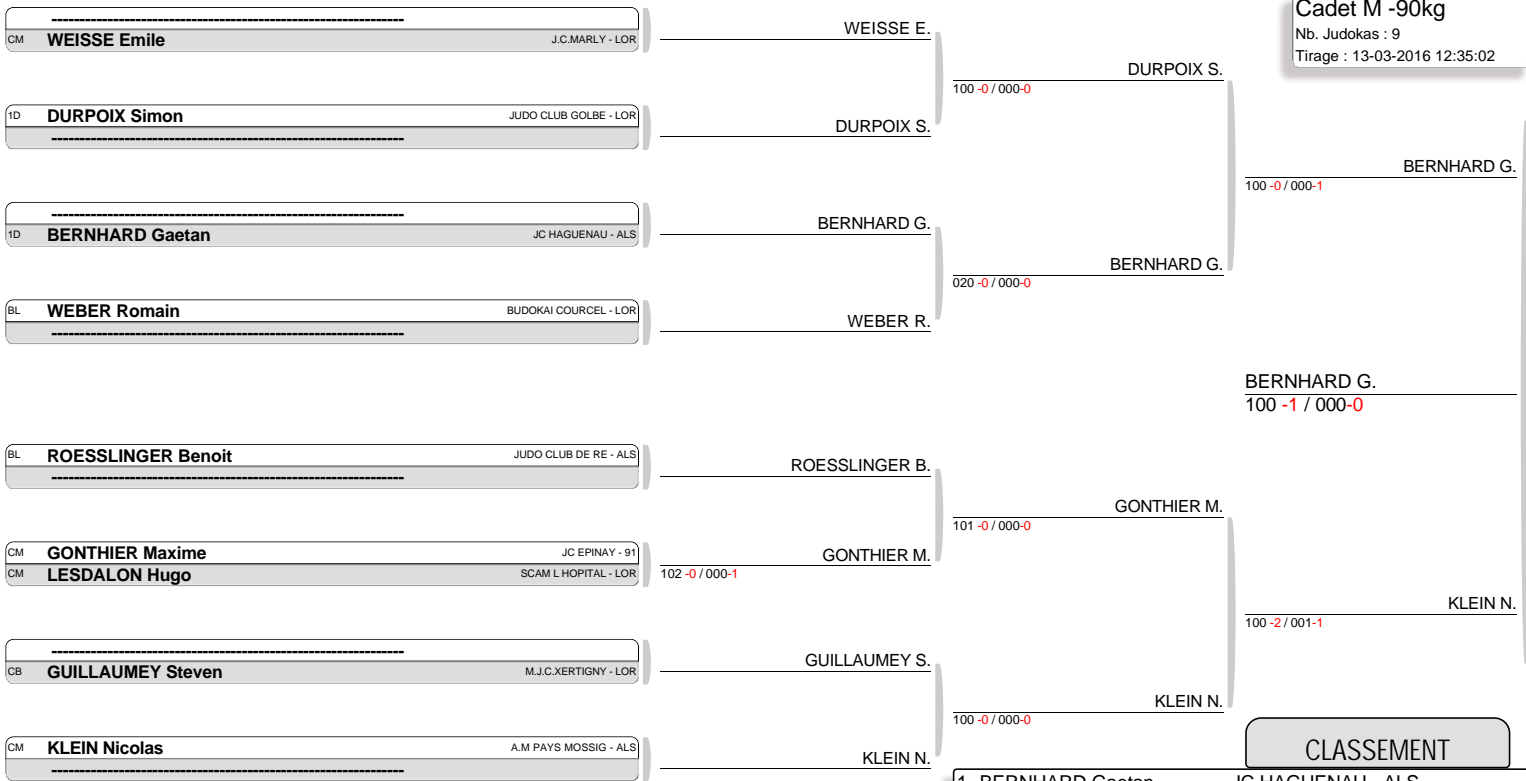 Cadet M -90kg
Nb. Judokas : 9
Tirage : 13-03-2016 12:35:02
------------------------------------------------------------------
CM WEISSE Emile J.C.MARLY - LOR
1D DURPOIX Simon JUDO CLUB GOLBE - LOR
------------------------------------------------------------------
------------------------------------------------------------------
1D BERNHARD Gaetan JC HAGUENAU - ALS
BL WEBER Romain BUDOKAI COURCEL - LOR
------------------------------------------------------------------
BL ROESSLINGER Benoit JUDO CLUB DE RE - ALS
------------------------------------------------------------------
CM GONTHIER Maxime JC EPINAY - 91
CM LESDALON Hugo SCAM L HOPITAL - LOR
------------------------------------------------------------------
CB GUILLAUMEY Steven M.J.C.XERTIGNY - LOR
CM KLEIN Nicolas A.M PAYS MOSSIG - ALS
------------------------------------------------------------------
WEISSE E.
DURPOIX S.
BERNHARD G.
WEBER R.
ROESSLINGER B.
GONTHIER M.
102 -0 / 000-1
GUILLAUMEY S.
KLEIN N.
DURPOIX S.
100 -0 / 000-0
BERNHARD G.
020 -0 / 000-0
GONTHIER M.
101 -0 / 000-0
KLEIN N.
100 -0 / 000-0
BERNHARD G.
100 -0 / 000-1
BERNHARD G.
100 -1 / 000-0
KLEIN N.
100 -2 / 001-1
CLASSEMENT
1 BERNHARD Gaetan JC HAGUENAU - ALS